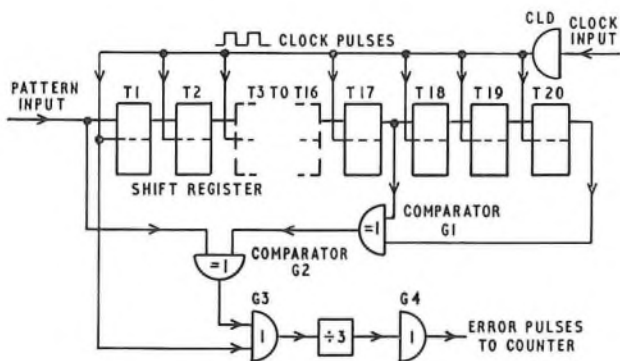 CLD
CLOCK
INPUT
CLOCK PULSES
PATTERN
INPUT
T1
T2
T3 TO T16
T17
T18
T19
T20
SHIFT REGISTER
=1
COMPARATOR
G1
=1
COMPARATOR
G2
G3
1
÷3
G4
1
ERROR PULSES
TO COUNTER